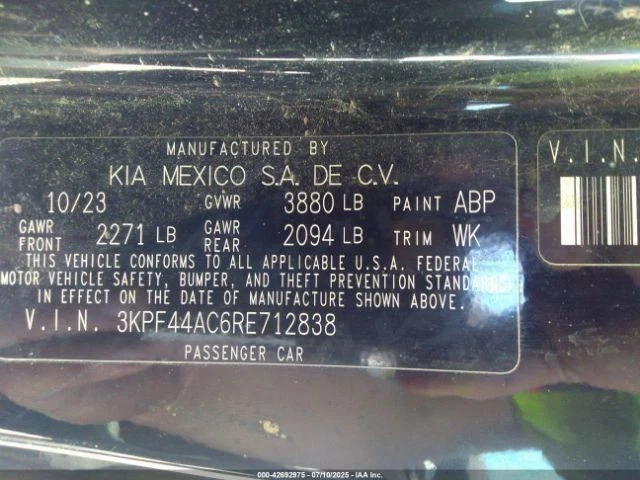 MANUFACTURED BY
KIA MEXICO S.A. DE C.V.
10/23 GVWR 3880 LB PAINT ABP
GAWR FRONT 2271 LB GAWR REAR 2094 LB TRIM WK
THIS VEHICLE CONFORMS TO ALL APPLICABLE U.S.A. FEDERAL
MOTOR VEHICLE SAFETY, BUMPER, AND THEFT PREVENTION STANDARDS
IN EFFECT ON THE DATE OF MANUFACTURE SHOWN ABOVE.
V.I.N. 3KPF44AC6RE712838
PASSENGER CAR
V.I.N.
000-42692975 - 07/10/2025 - IAA Inc.